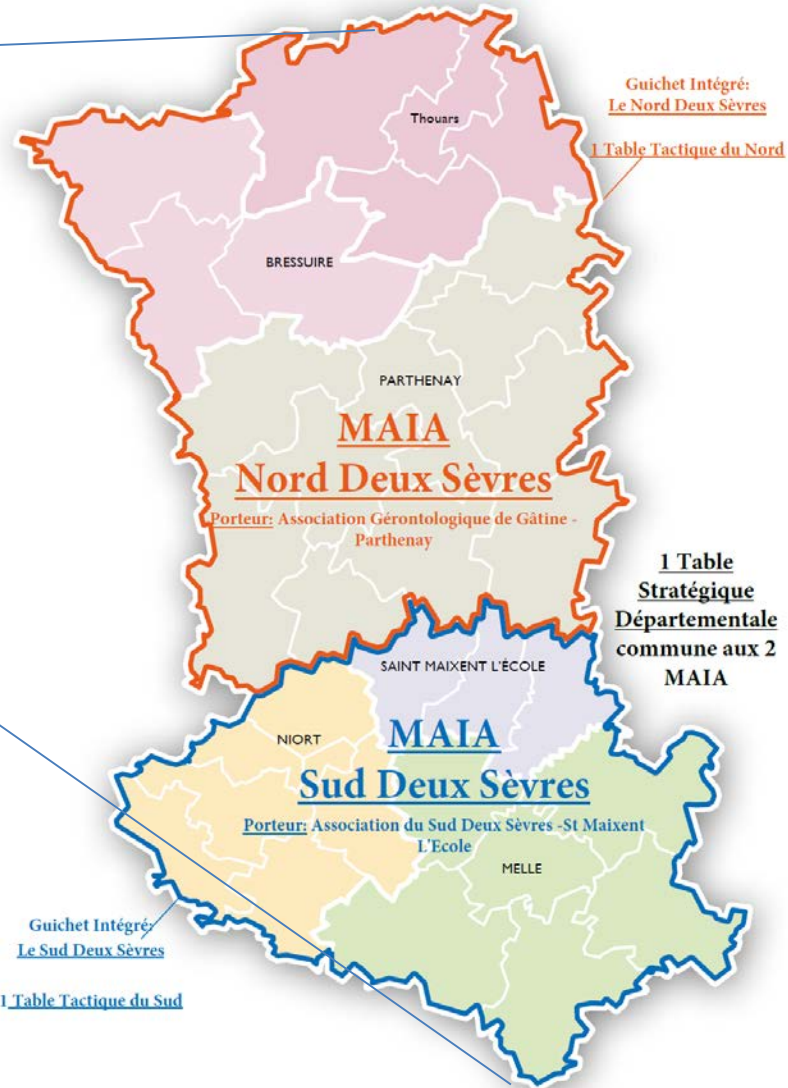 Guichet Intégré:
Le Nord Deux Sèvres
1 Table Tactique du Nord
Thouars
BRESSUIRE
PARTHENAY
MAIA
Nord Deux Sèvres
Porteur: Association Gérontologique de Gâtine -
Parthenay
1 Table
Stratégique
Départementale
commune aux 2
MAIA
SAINT MAIXENT L'ÉCOLE
NIORT
MAIA
Sud Deux Sèvres
Porteur: Association du Sud Deux Sèvres -St Maixent
L'Ecole
MELLE
Guichet Intégré:
Le Sud Deux Sèvres
1 Table Tactique du Sud